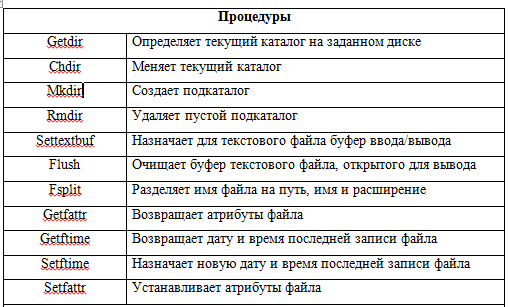 Процедуры
Getdir Определяет текущий каталог на заданном диске
Chdir Меняет текущий каталог
Mkdir Создает подкаталог
Rmdir Удаляет пустой подкаталог
Settextbuf Назначает для текстового файла буфер ввода/вывода
Flush Очищает буфер текстового файла, открытого для вывода
Fsplit Разделяет имя файла на путь, имя и расширение
Getfattr Возвращает атрибуты файла
Getftime Возвращает дату и время последней записи файла
Setftime Назначает новую дату и время последней записи файла
Setfattr Устанавливает атрибуты файла